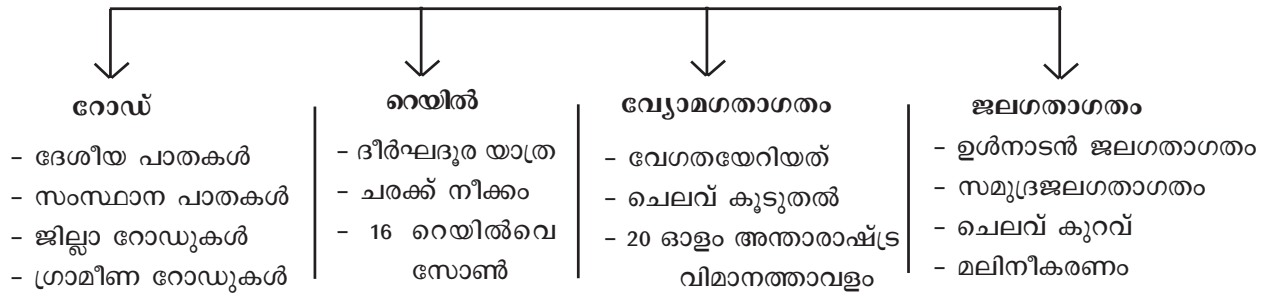 റോഡ്
– ദേശീയ പാതകൾ
– സംസ്ഥാന പാതകൾ
– ജില്ലാ റോഡുകൾ
– ഗ്രാമീണ റോഡുകൾ
റെയിൽ
– ദീർഘദൂര യാത്ര
– ചരക്ക് നീക്കം
– 16 റെയിൽവെ
സോൺ
വ്യോമഗതാഗതം
– വേഗതയേറിയത്
– ചെലവ് കൂടുതൽ
– 20 ഓളം അന്താരാഷ്ട്ര
വിമാനത്താവളം
ജലഗതാഗതം
– ഉൾനാടൻ ജലഗതാഗതം
– സമുദ്രജലഗതാഗതം
– ചെലവ് കുറവ്
– മലിനീകരണം